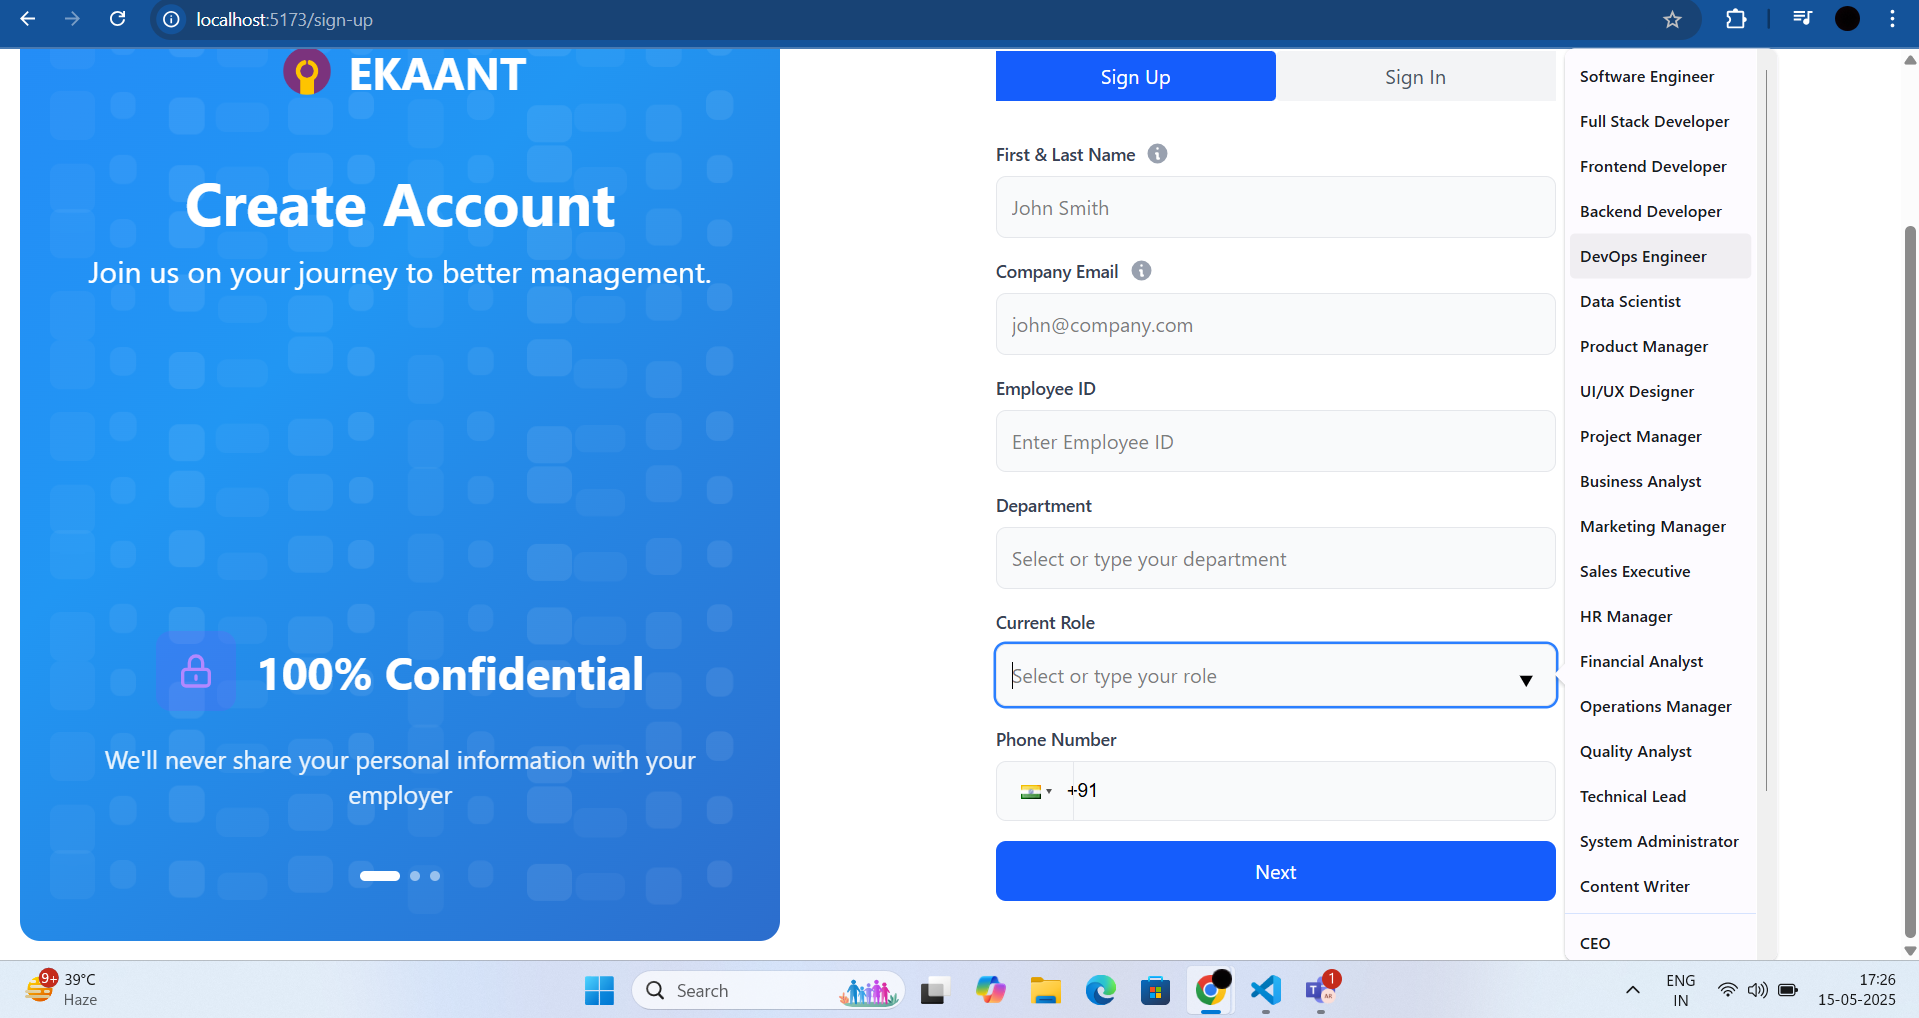 localhost:5173/sign-up
EKAANT
Create Account
Join us on your journey to better management.
100% Confidential
We'll never share your personal information with your
employer
Sign Up
Sign In
First & Last Name
John Smith
Company Email
john@company.com
Employee ID
Enter Employee ID
Department
Select or type your department
Current Role
Select or type your role
Phone Number
+91
Next
Software Engineer
Full Stack Developer
Frontend Developer
Backend Developer
DevOps Engineer
Data Scientist
Product Manager
UI/UX Designer
Project Manager
Business Analyst
Marketing Manager
Sales Executive
HR Manager
Financial Analyst
Operations Manager
Quality Analyst
Technical Lead
System Administrator
Content Writer
CEO
9+
39°C
Haze
Search
1
T
AK
ENG
IN
17:26
15-05-2025